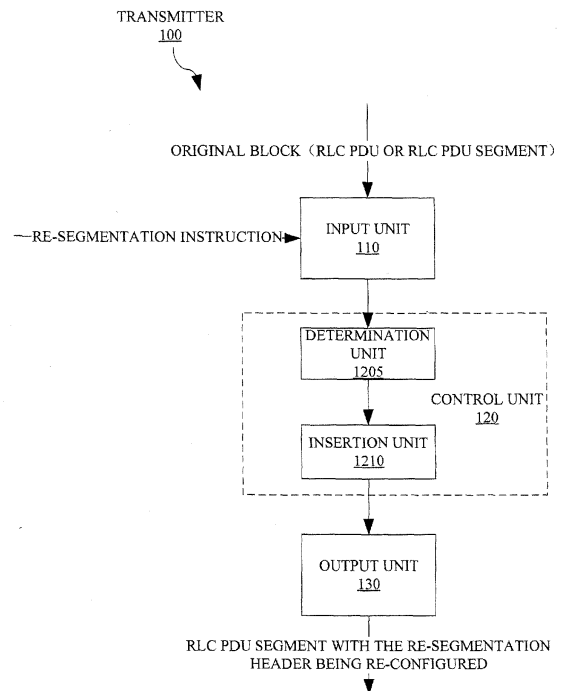 TRANSMITTER
100
ORIGINAL BLOCK（RLC PDU OR RLC PDU SEGMENT）
RE-SEGMENTATION INSTRUCTION
INPUT UNIT
110
DETERMINATION
UNIT
1205
CONTROL UNIT
120
INSERTION UNIT
1210
OUTPUT UNIT
130
RLC PDU SEGMENT WITH THE RE-SEGMENTATION
HEADER BEING RE-CONFIGURED